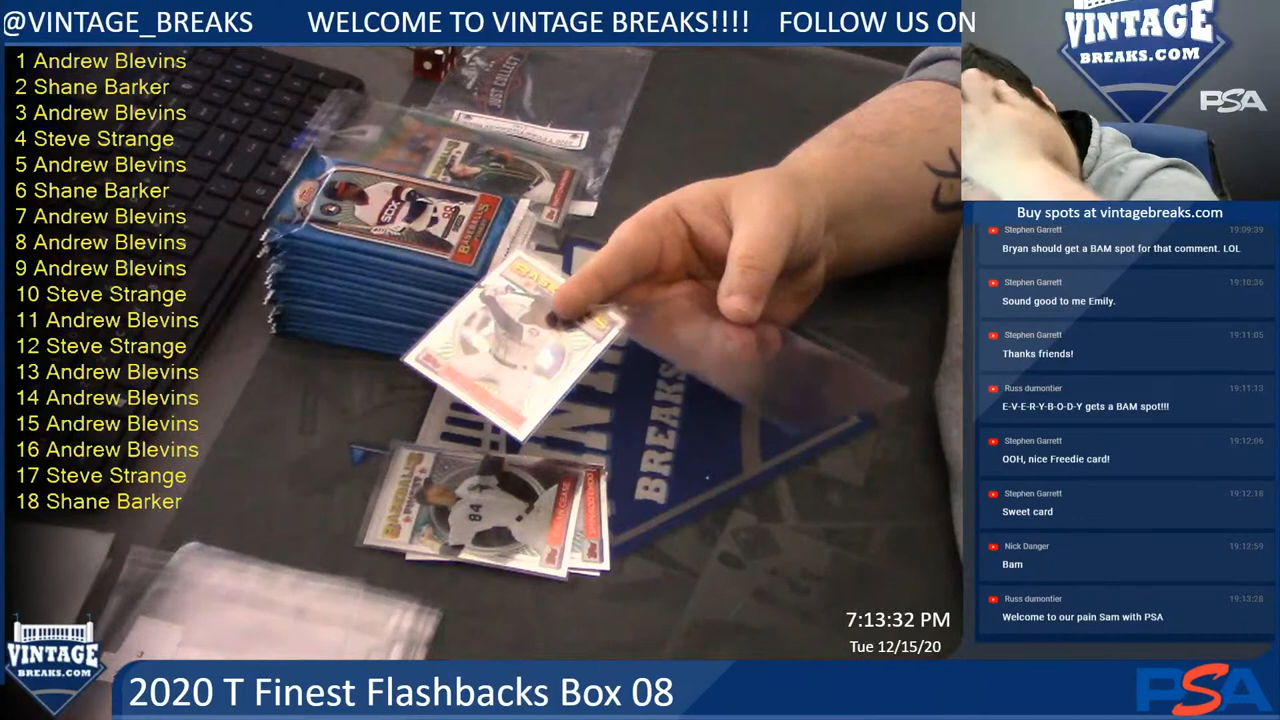 @VINTAGE_BREAKS WELCOME TO VINTAGE BREAKS!!!! FOLLOW US ON
1 Andrew Blevins
2 Shane Barker
3 Andrew Blevins
4 Steve Strange
5 Andrew Blevins
6 Shane Barker
7 Andrew Blevins
8 Andrew Blevins
9 Andrew Blevins
10 Steve Strange
11 Andrew Blevins
12 Steve Strange
13 Andrew Blevins
14 Andrew Blevins
15 Andrew Blevins
16 Andrew Blevins
17 Steve Strange
18 Shane Barker
JUST COLLECT
SOX
BASEBALL'S
84
BASEBALL'S
BREAKS
VINTAGE
BREAKS.COM
PSA
Buy spots at vintagebreaks.com
Stephen Garrett 19:09:39
Bryan should get a BAM spot for that comment. LOL
Stephen Garrett 19:10:36
Sound good to me Emily.
Stephen Garrett 19:11:05
Thanks friends!
Russ dumontier 19:11:13
E-V-E-R-Y-B-O-D-Y gets a BAM spot!!!
Stephen Garrett 19:12:06
OOH, nice Freedie card!
Stephen Garrett 19:12:18
Sweet card
Nick Danger 19:12:59
Bam
Russ dumontier 19:13:28
Welcome to our pain Sam with PSA
7:13:32 PM
Tue 12/15/20
VINTAGE
BREAKS.COM
2020 T Finest Flashbacks Box 08
PSA